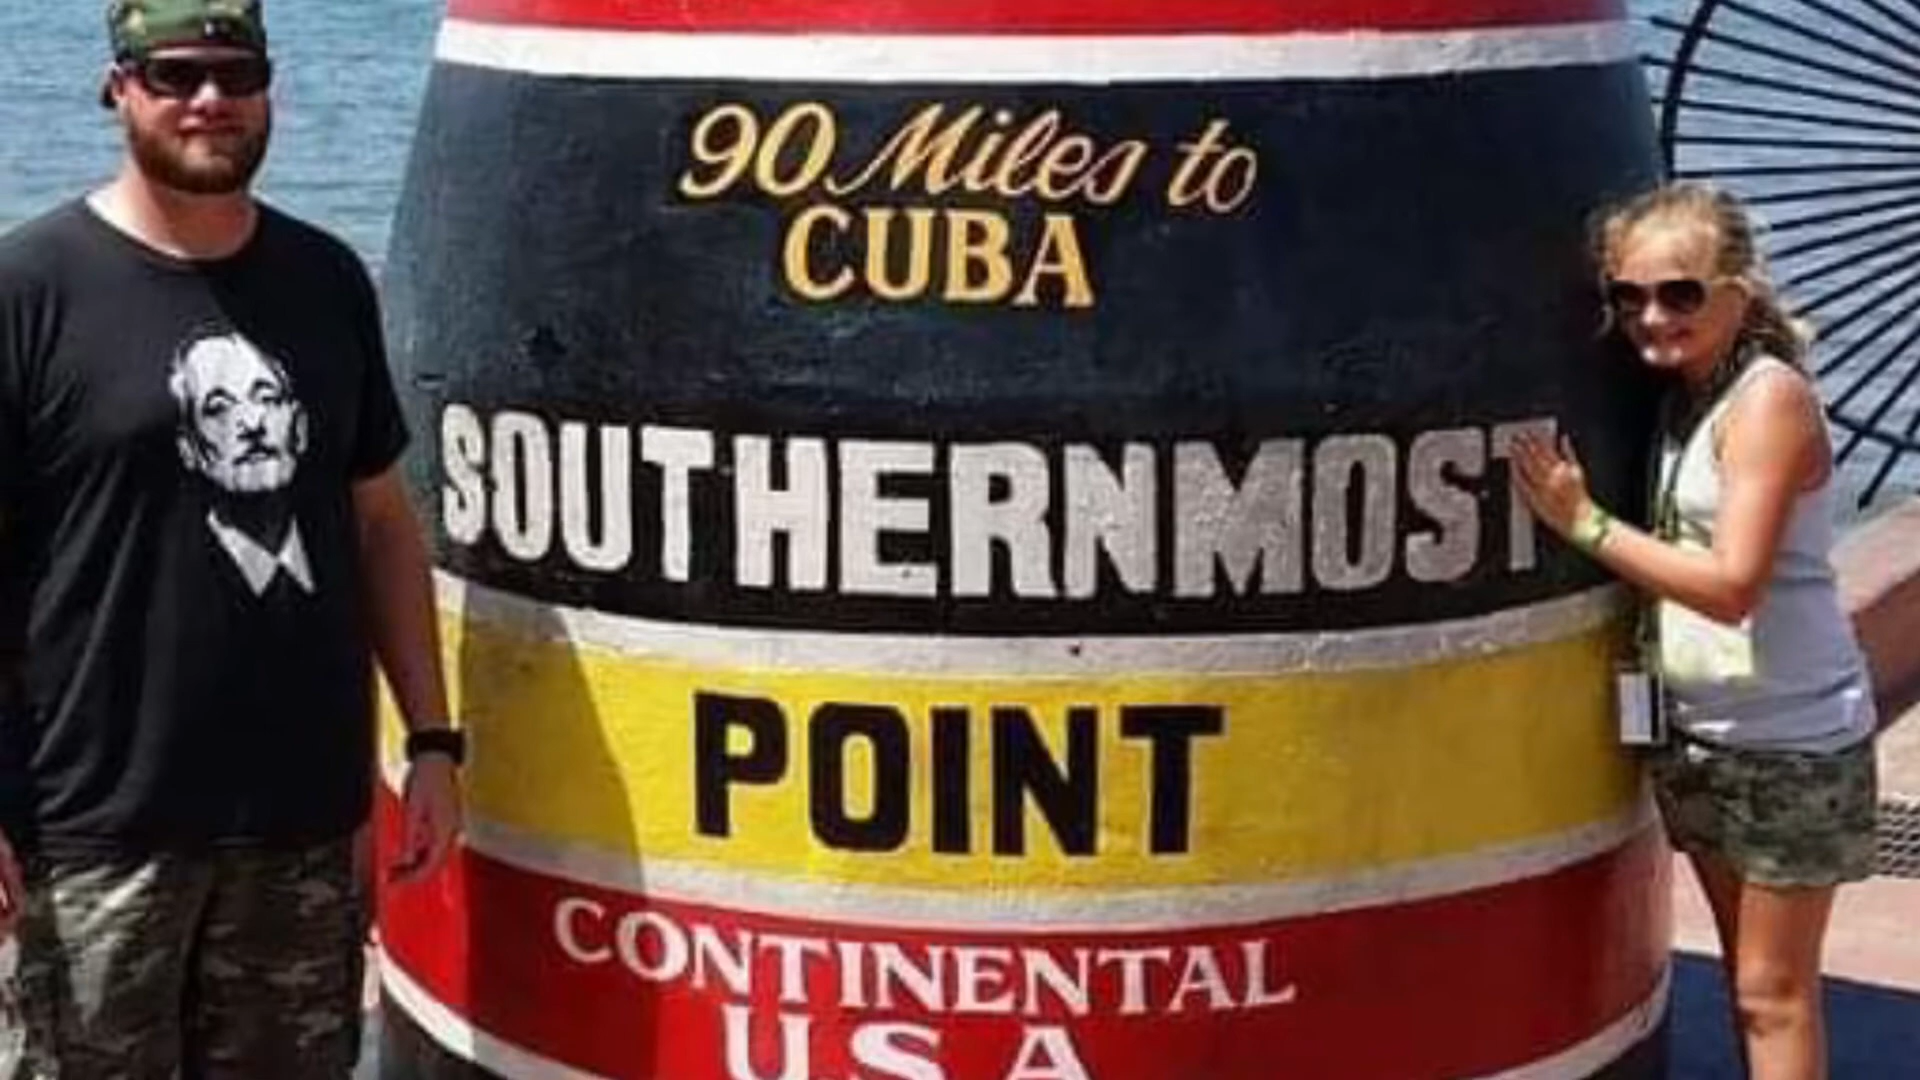 90 Miles to
CUBA
SOUTHERNMOST
POINT
CONTINENTAL
U.S.A